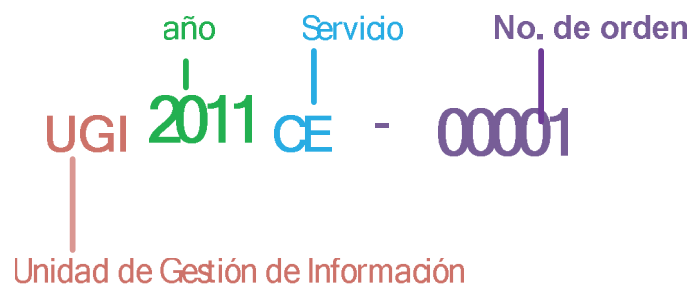 año Servicio No. de orden
UGI 2011 CE - 00001
Unidad de Gestión de Información